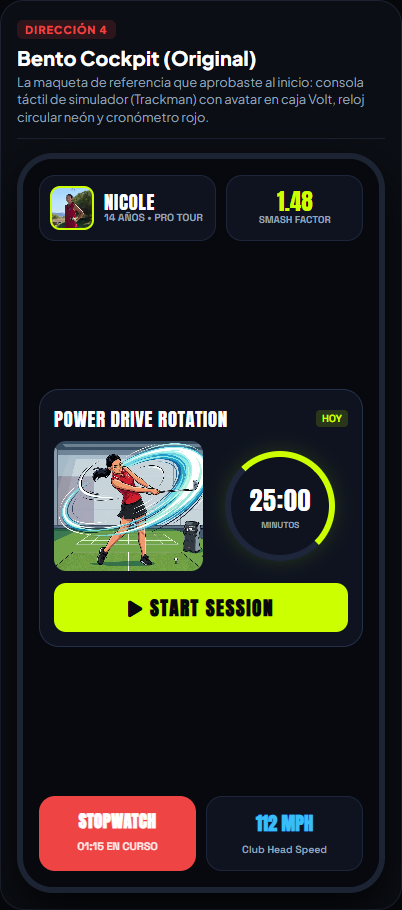 DIRECCIÓN 4
Bento Cockpit (Original)
La maqueta de referencia que aprobaste al inicio: consola
táctil de simulador (Trackman) con avatar en caja Volt, reloj
circular neón y cronómetro rojo.
NICOLE
14 AÑOS • PRO TOUR
1.48
SMASH FACTOR
POWER DRIVE ROTATION
HOY
25:00
MINUTOS
START SESSION
STOPWATCH
01:15 EN CURSO
112 MPH
Club Head Speed